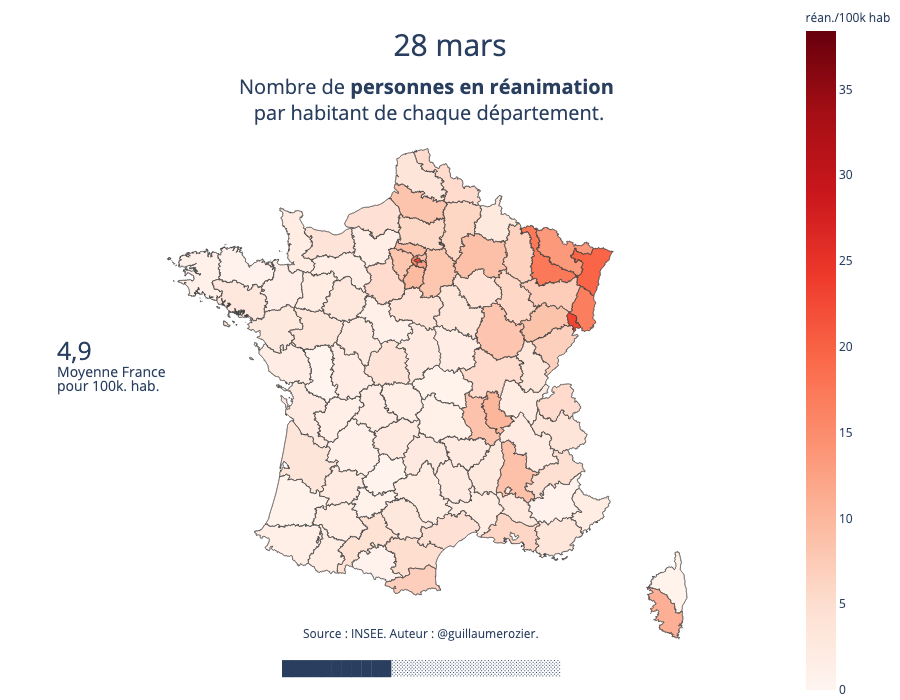 28 mars
Nombre de personnes en réanimation
par habitant de chaque département.
réan./100k hab
35
30
25
20
15
10
5
0
4,9
Moyenne France
pour 100k. hab.
Source : INSEE. Auteur : @guillaumerozier.